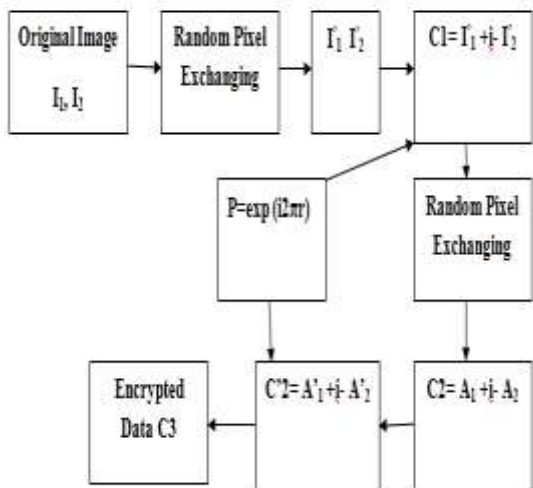 Original Image
I₁, I₂
Random Pixel
Exchanging
I'₁ I'₂
C1= I'₁ +i- I'₂
P=exp (i2πr)
Random Pixel
Exchanging
Encrypted
Data C3
C'2= A'₁ +i- A'₂
C2= A₁ +i- A₂